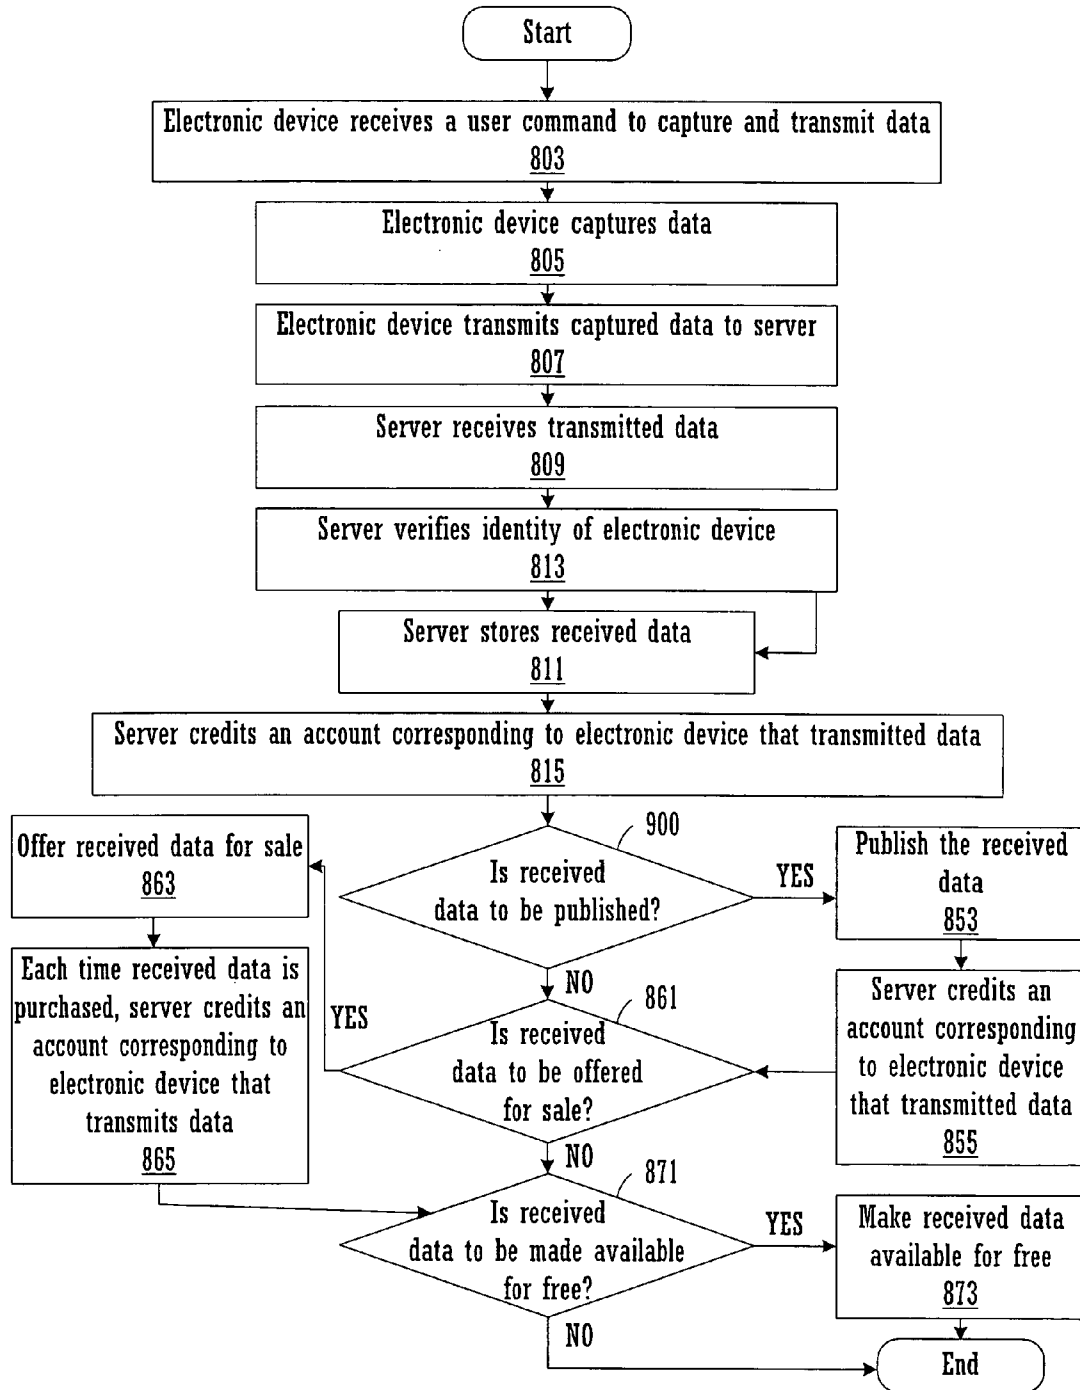 Start
Electronic device receives a user command to capture and transmit data
803
Electronic device captures data
805
Electronic device transmits captured data to server
807
Server receives transmitted data
809
Server verifies identity of electronic device
813
Server stores received data
811
Server credits an account corresponding to electronic device that transmitted data
815
900
Is received
data to be published?
YES
NO
Publish the received
data
853
Server credits an
account corresponding
to electronic device
that transmitted data
855
Offer received data for sale
863
Each time received data is
purchased, server credits an
account corresponding to
electronic device that
transmits data
865
YES
861
Is received
data to be offered
for sale?
NO
871
Is received
data to be made available
for free?
YES
NO
Make received data
available for free
873
End